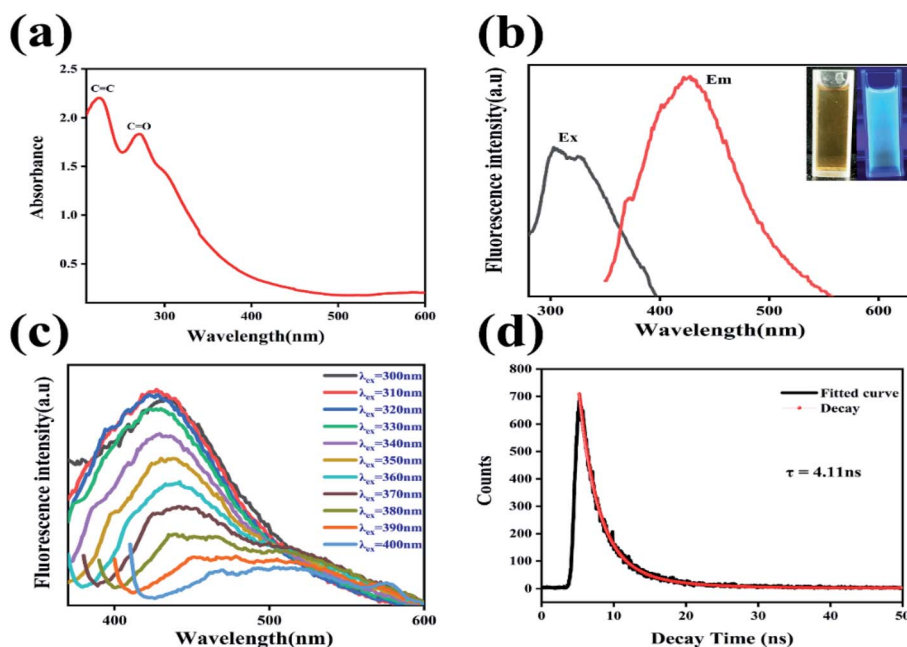 (a)
2.5
2.0
1.5
1.0
0.5
C=C
C=O
Absorbance
300
400
500
600
Wavelength(nm)
(b)
Fluorescence intensity(a.u)
Ex
Em
300
400
500
600
Wavelength(nm)
(c)
Fluorescence intensity(a.u)
λex=300nm
λex=310nm
λex=320nm
λex=330nm
λex=340nm
λex=350nm
λex=360nm
λex=370nm
λex=380nm
λex=390nm
λex=400nm
400
500
600
Wavelength(nm)
(d)
800
700
600
500
400
300
200
100
0
Counts
Fitted curve
Decay
τ = 4.11ns
0
10
20
30
40
50
Decay Time (ns)